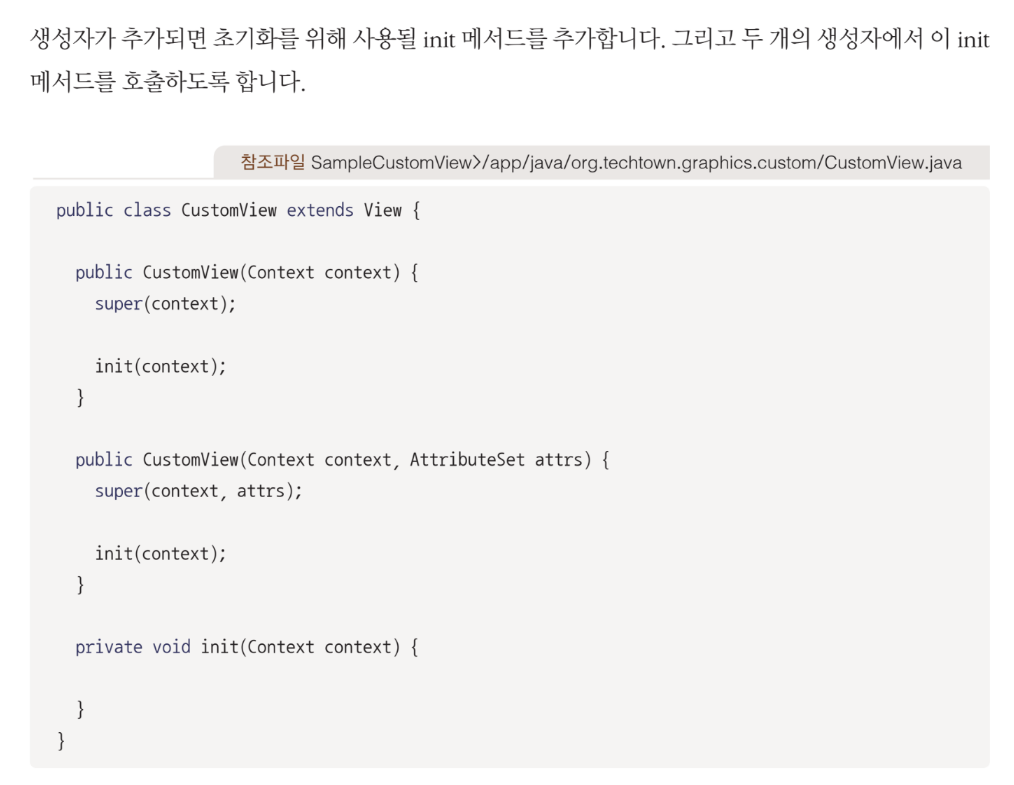 생성자가 추가되면 초기화를 위해 사용될 init 메서드를 추가합니다. 그리고 두 개의 생성자에서 이 init
메서드를 호출하도록 합니다.
참조파일 SampleCustomView>/app/java/org.techtown.graphics.custom/CustomView.java
public class CustomView extends View {
public CustomView(Context context) {
super(context);
init(context);
}
public CustomView(Context context, AttributeSet attrs) {
super(context, attrs);
init(context);
}
private void init(Context context) {
}
}